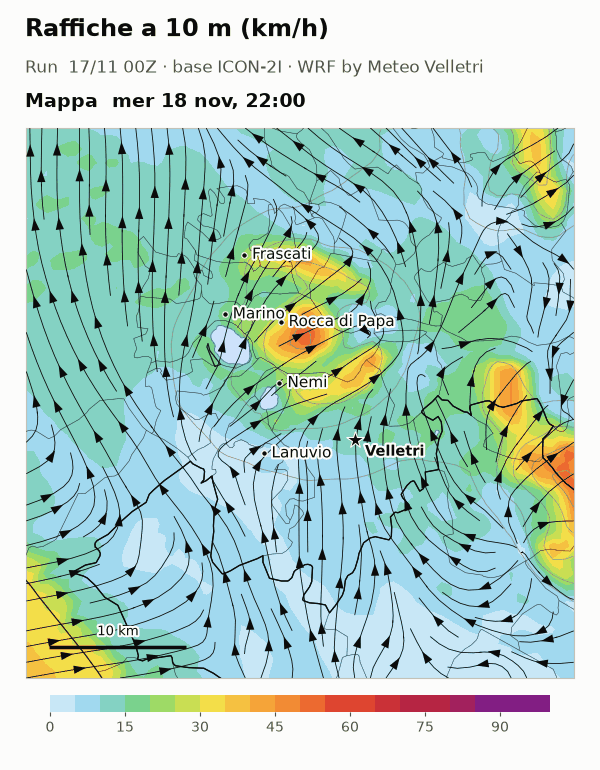 Raffiche a 10 m (km/h)
Run  17/11 00Z · base ICON-2I · WRF by Meteo Velletri
Mappa  mer 18 nov, 22:00
Frascati
Marino
Rocca di Papa
Nemi
Velletri
Lanuvio
10 km
0 15 30 45 60 75 90